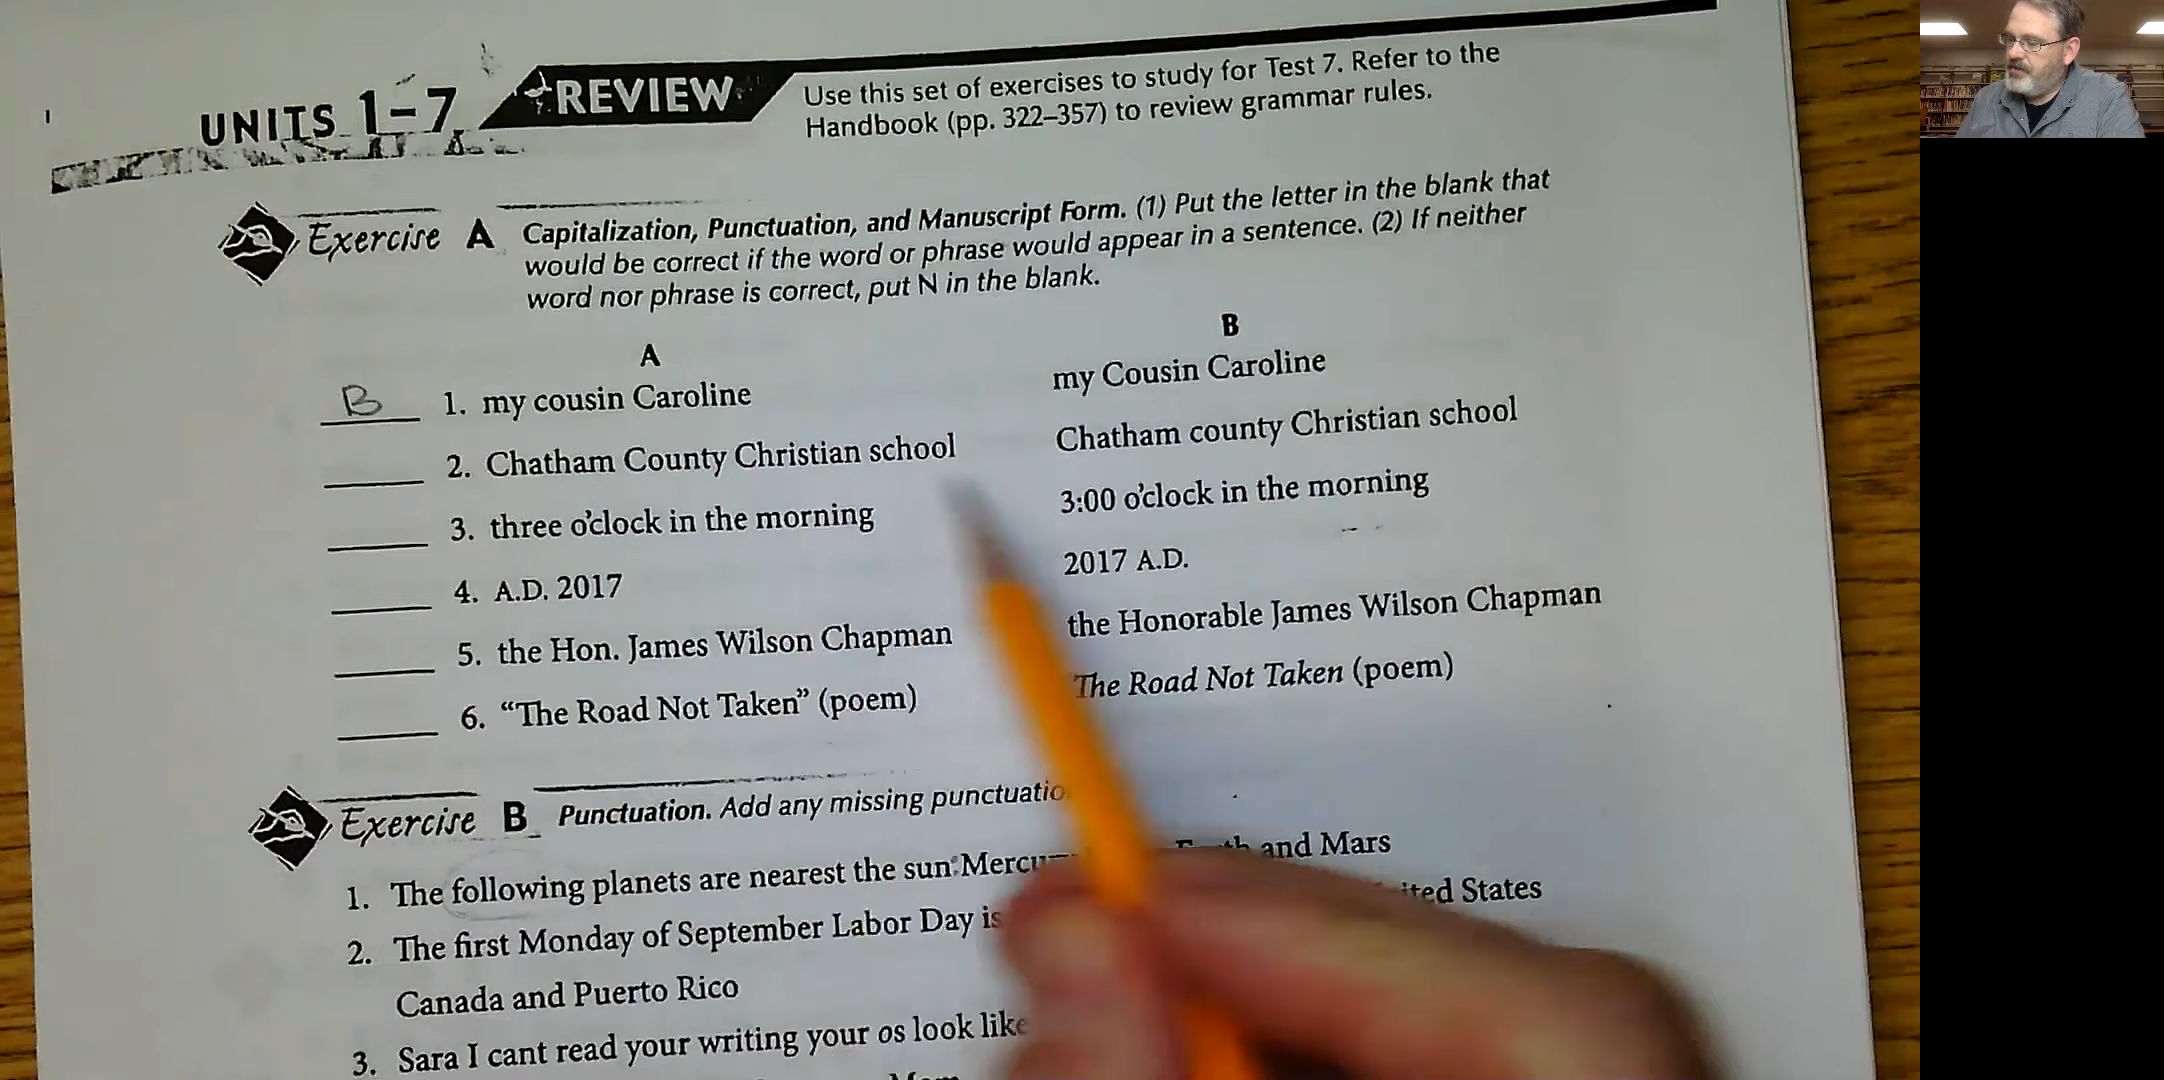 UNITS 1–7 REVIEW
Use this set of exercises to study for Test 7. Refer to the
Handbook (pp. 322–357) to review grammar rules.
Exercise A Capitalization, Punctuation, and Manuscript Form. (1) Put the letter in the blank that
would be correct if the word or phrase would appear in a sentence. (2) If neither
word nor phrase is correct, put N in the blank.
A B
B 1. my cousin Caroline my Cousin Caroline
2. Chatham County Christian school Chatham county Christian school
3. three o'clock in the morning 3:00 o'clock in the morning
4. A.D. 2017 2017 A.D.
5. the Hon. James Wilson Chapman the Honorable James Wilson Chapman
6. “The Road Not Taken” (poem) The Road Not Taken (poem)
Exercise B Punctuation. Add any missing
1. The following planets are nearest the sun: and Mars
2. The first Monday of September Labor Day is States
Canada and Puerto Rico
3. Sara I cant read your writing your os look like